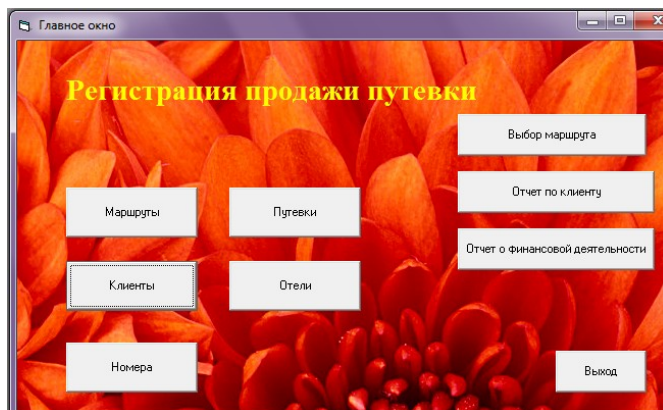 Главное окно
Регистрация продажи путевки
Выбор маршрута
Отчет по клиенту
Маршруты
Путевки
Отчет о финансовой деятельности
Клиенты
Отели
Номера
Выход